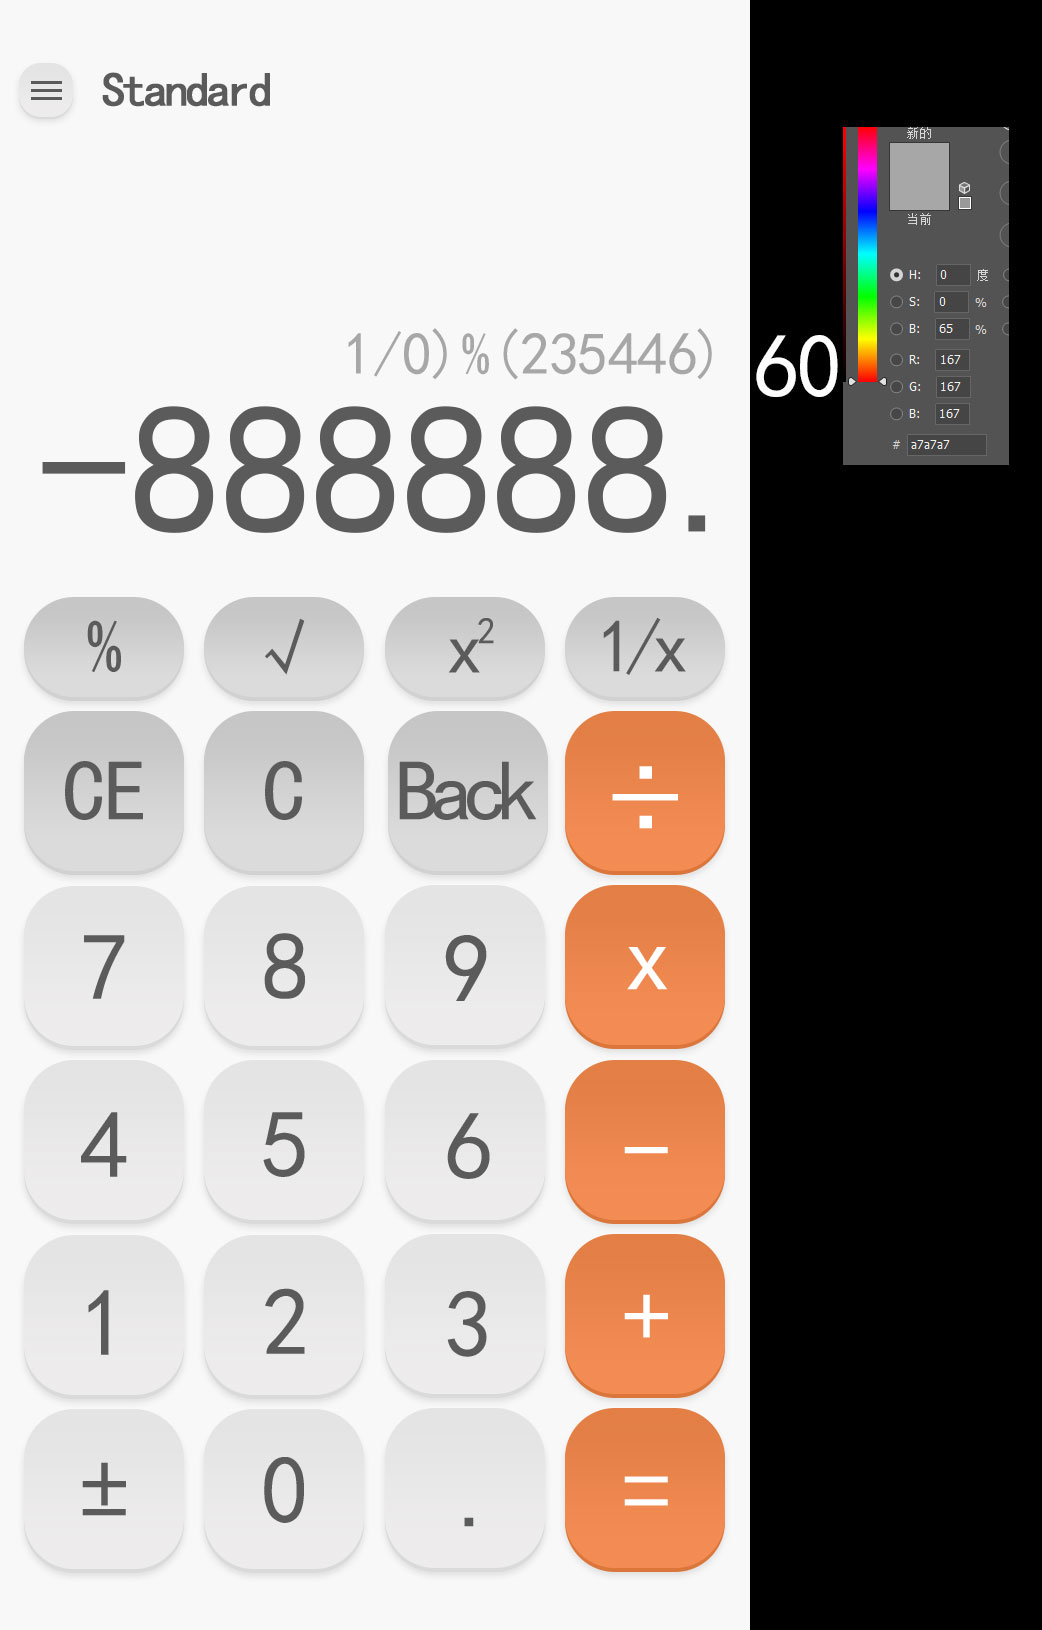 Standard
1/0)%(235446)
-888888.
% √ x² 1/x
CE C Back ÷
7 8 9 x
4 5 6 −
1 2 3 +
± 0 . =
60
新的
当前
H: 0 度
S: 0 %
B: 65 %
R: 167
G: 167
B: 167
# a7a7a7